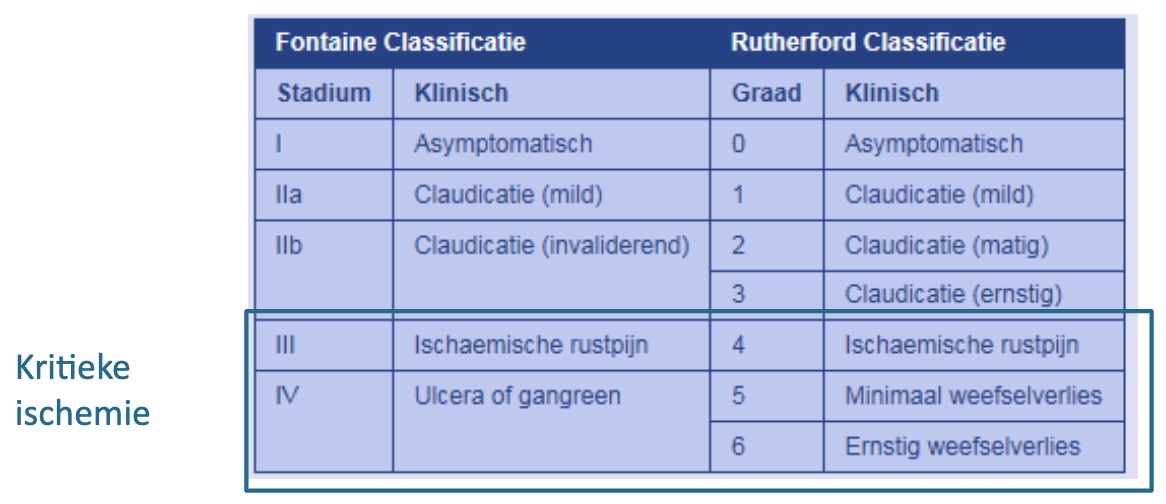 Fontaine Classificatie Rutherford Classificatie
Stadium Klinisch Graad Klinisch
I Asymptomatisch 0 Asymptomatisch
IIa Claudicatie (mild) 1 Claudicatie (mild)
IIb Claudicatie (invaliderend) 2 Claudicatie (matig)
3 Claudicatie (ernstig)
III Ischaemische rustpijn 4 Ischaemische rustpijn
IV Ulcera of gangreen 5 Minimaal weefselverlies
6 Ernstig weefselverlies
Kritieke
ischemie